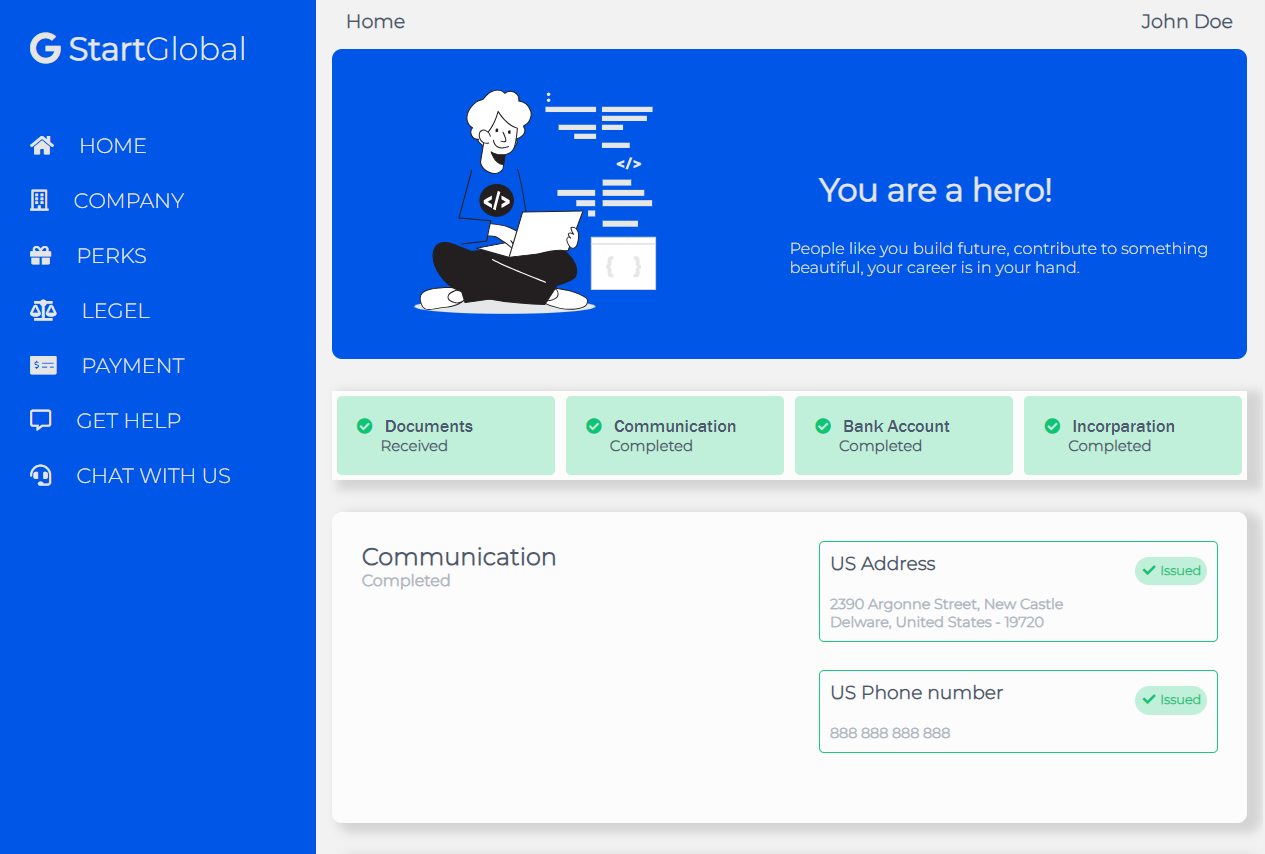 StartGlobal
HOME
COMPANY
PERKS
LEGEL
PAYMENT
GET HELP
CHAT WITH US
Home
John Doe
</>
</>
{ }
You are a hero!
People like you build future, contribute to something
beautiful, your career is in your hand.
Documents
Received
Communication
Completed
Bank Account
Completed
Incorparation
Completed
Communication
Completed
US Address
Issued
2390 Argonne Street, New Castle
Delware, United States - 19720
US Phone number
Issued
888 888 888 888